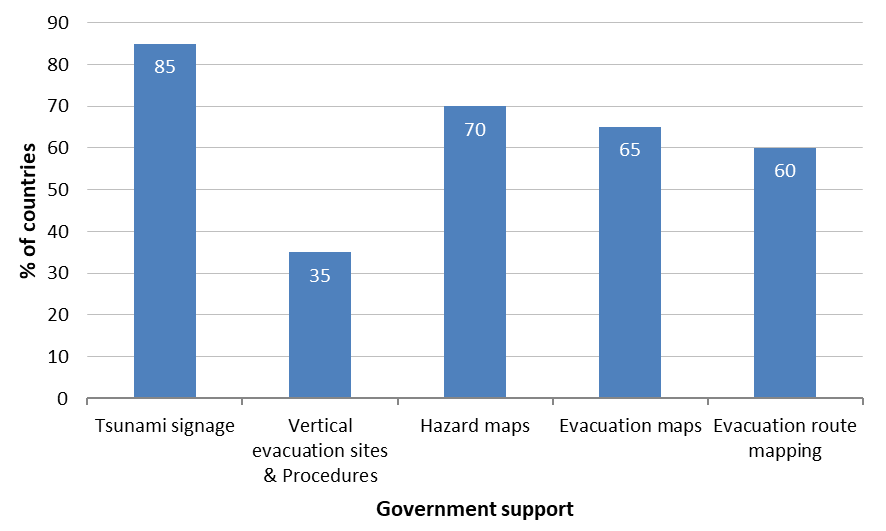 90
80
70
60
50
40
30
20
10
0
% of countries
85
35
70
65
60
Tsunami signage
Vertical
evacuation sites
& Procedures
Hazard maps
Evacuation maps
Evacuation route
mapping
Government support